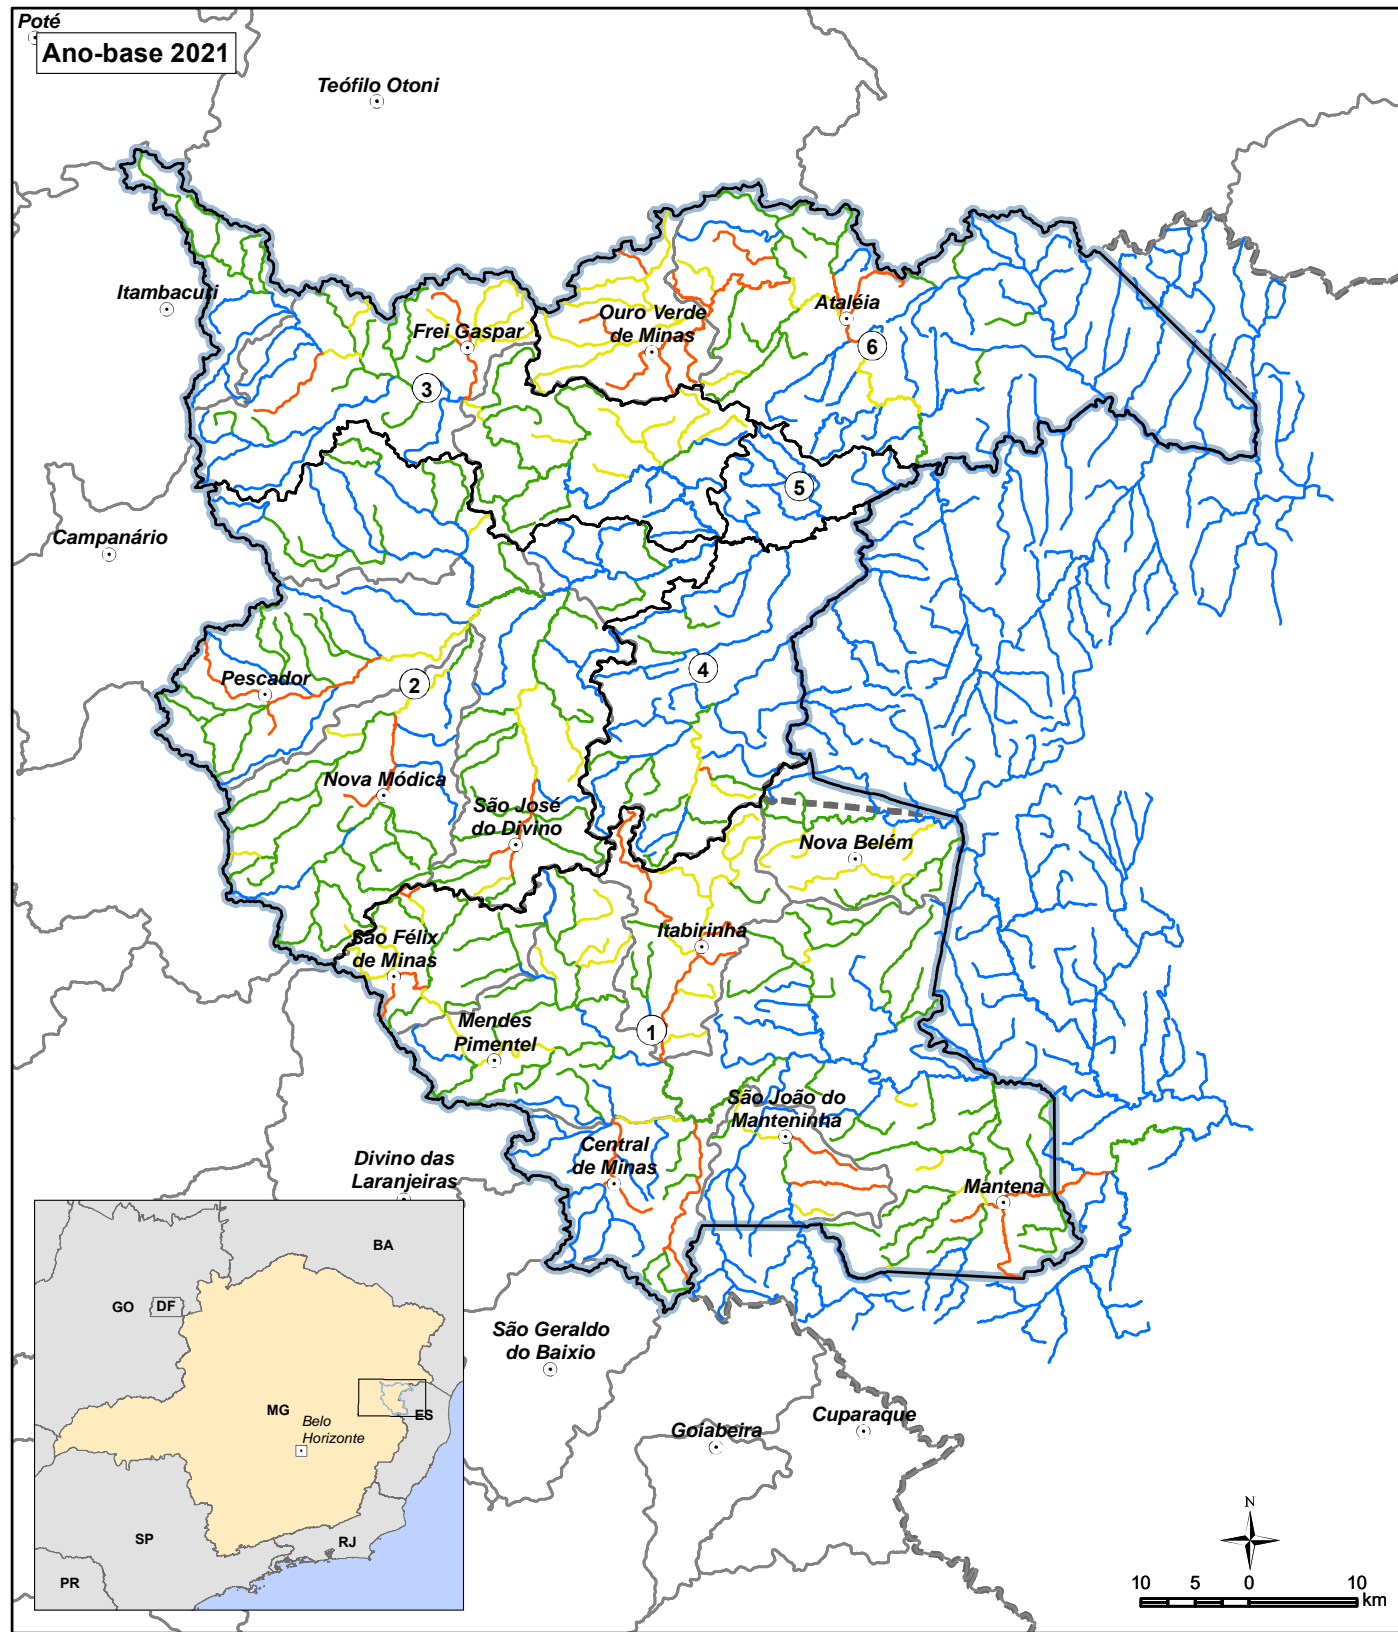 Poté
Ano-base 2021
Teófilo Otoni
Itambacuri
Frei Gaspar
Ouro Verde
de Minas
Ataléia
6
3
5
Campanário
Pescador
2
4
Nova Módica
São José
do Divino
Nova Belém
São Félix
de Minas
Itabirinha
Mendes
Pimentel
1
São João do
Manteninha
Central
de Minas
Divino das
Laranjeiras
Mantena
BA
GO
DF
MG
Belo
Horizonte
ES
SP
RJ
PR
São Geraldo
do Baixio
Goiabeira
Cuparaque
N
10 5 0 10
km